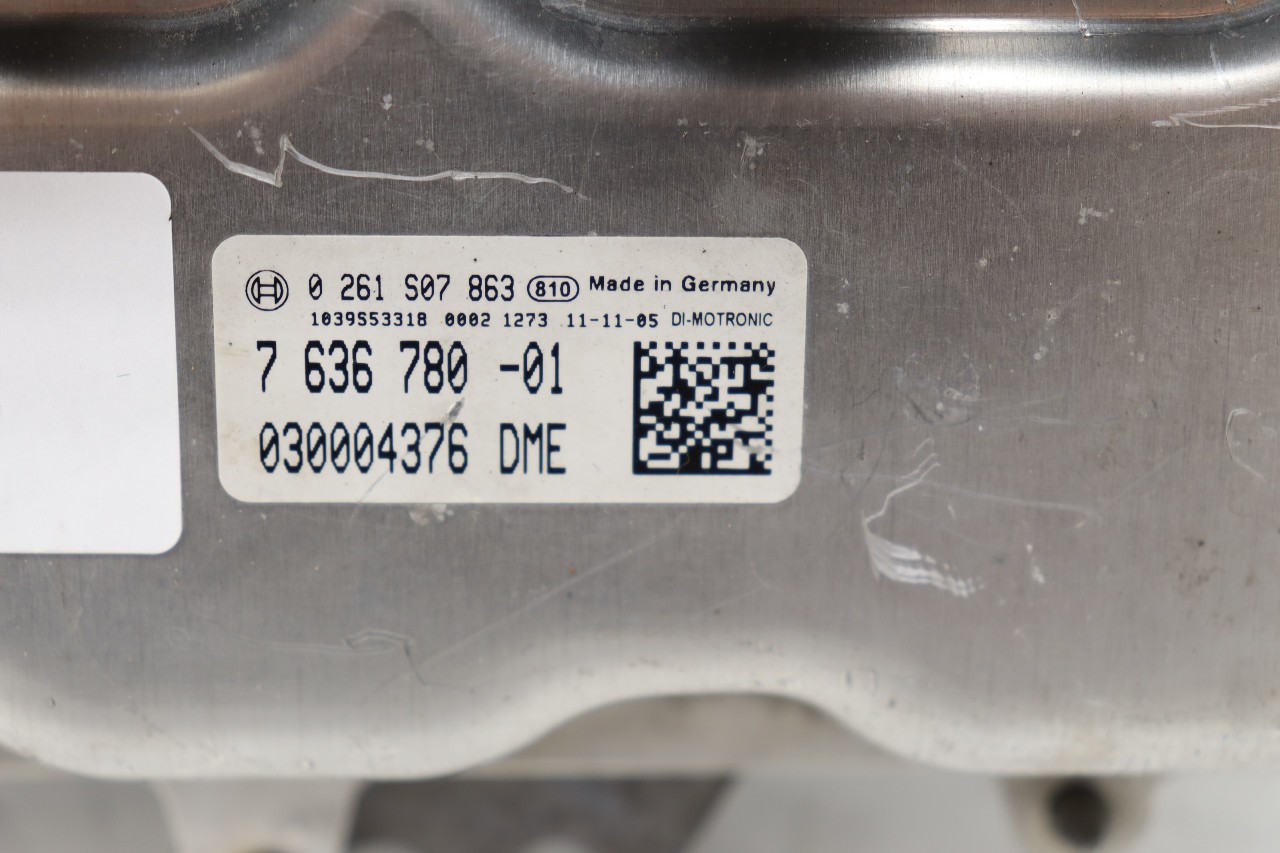 0 261 S07 863 810 Made in Germany
1039S53318 0002 1273 11-11-05 DI-MOTRONIC
7 636 780 -01
030004376 DME